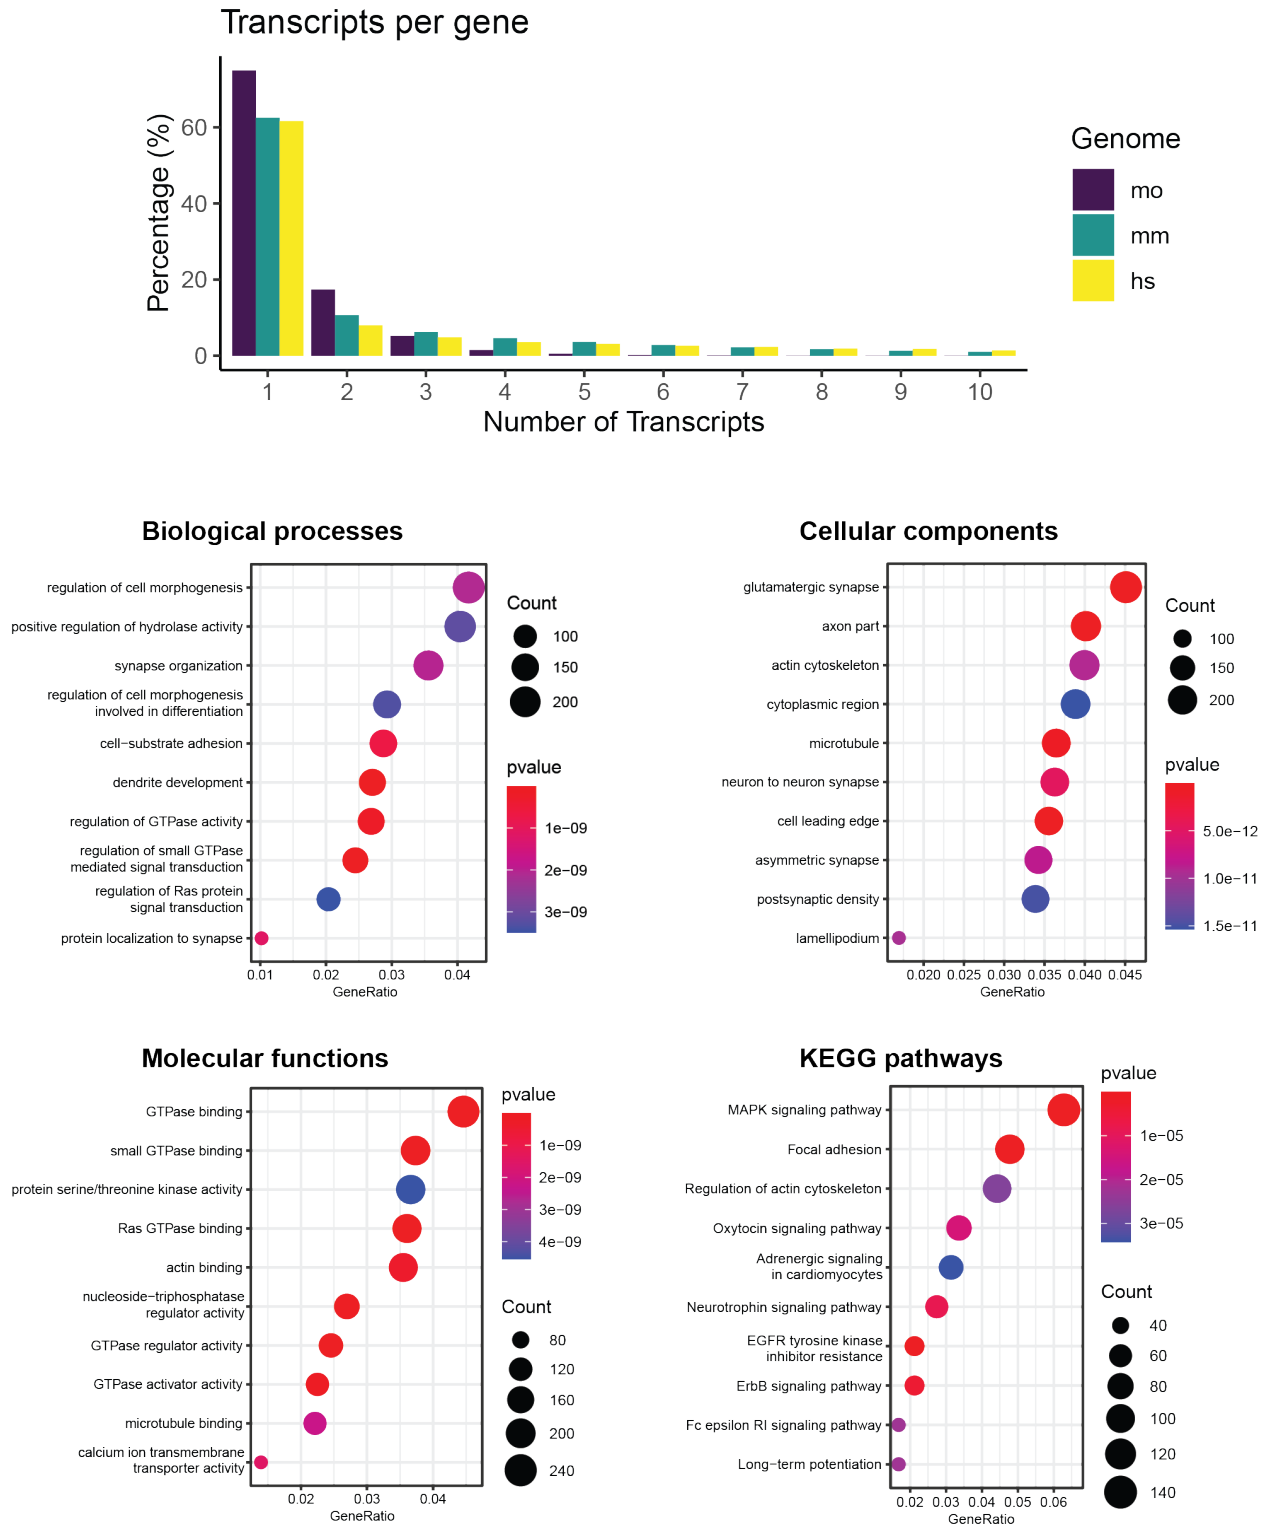 Transcripts per gene
Percentage (%)
60
40
20
0
1 2 3 4 5 6 7 8 9 10
Number of Transcripts
Genome
mo
mm
hs
Biological processes
regulation of cell morphogenesis
positive regulation of hydrolase activity
synapse organization
regulation of cell morphogenesis
involved in differentiation
cell−substrate adhesion
dendrite development
regulation of GTPase activity
regulation of small GTPase
mediated signal transduction
regulation of Ras protein
signal transduction
protein localization to synapse
0.01 0.02 0.03 0.04
GeneRatio
Count
100
150
200
pvalue
1e−09
2e−09
3e−09
Cellular components
glutamatergic synapse
axon part
actin cytoskeleton
cytoplasmic region
microtubule
neuron to neuron synapse
cell leading edge
asymmetric synapse
postsynaptic density
lamellipodium
0.020 0.025 0.030 0.035 0.040 0.045
GeneRatio
Count
100
150
200
pvalue
5.0e−12
1.0e−11
1.5e−11
Molecular functions
GTPase binding
small GTPase binding
protein serine/threonine kinase activity
Ras GTPase binding
actin binding
nucleoside−triphosphatase
regulator activity
GTPase regulator activity
GTPase activator activity
microtubule binding
calcium ion transmembrane
transporter activity
0.02 0.03 0.04
GeneRatio
pvalue
1e−09
2e−09
3e−09
4e−09
Count
80
120
160
200
240
KEGG pathways
MAPK signaling pathway
Focal adhesion
Regulation of actin cytoskeleton
Oxytocin signaling pathway
Adrenergic signaling
in cardiomyocytes
Neurotrophin signaling pathway
EGFR tyrosine kinase
inhibitor resistance
ErbB signaling pathway
Fc epsilon RI signaling pathway
Long−term potentiation
0.02 0.03 0.04 0.05 0.06
GeneRatio
pvalue
1e−05
2e−05
3e−05
Count
40
60
80
100
120
140